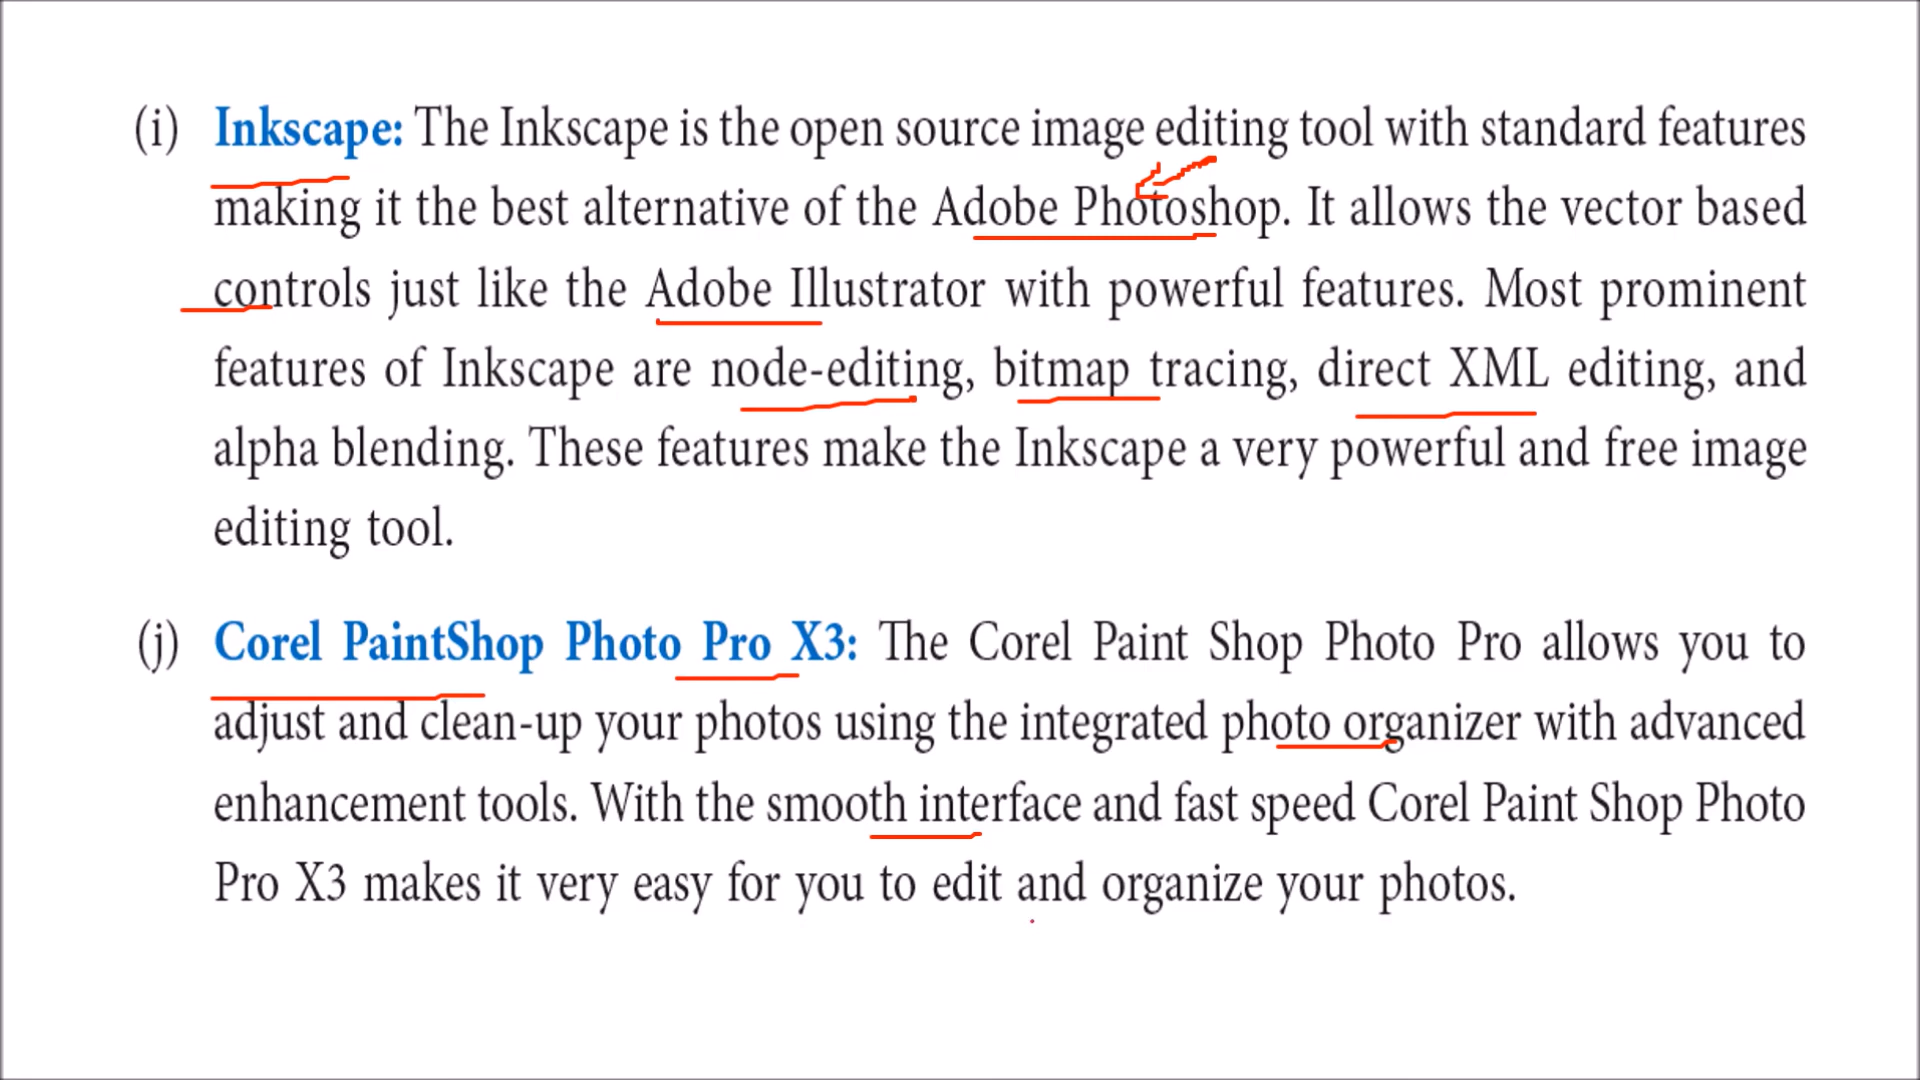 (i) Inkscape: The Inkscape is the open source image editing tool with standard features
making it the best alternative of the Adobe Photoshop. It allows the vector based
controls just like the Adobe Illustrator with powerful features. Most prominent
features of Inkscape are node-editing, bitmap tracing, direct XML editing, and
alpha blending. These features make the Inkscape a very powerful and free image
editing tool.
(j) Corel PaintShop Photo Pro X3: The Corel Paint Shop Photo Pro allows you to
adjust and clean-up your photos using the integrated photo organizer with advanced
enhancement tools. With the smooth interface and fast speed Corel Paint Shop Photo
Pro X3 makes it very easy for you to edit and organize your photos.